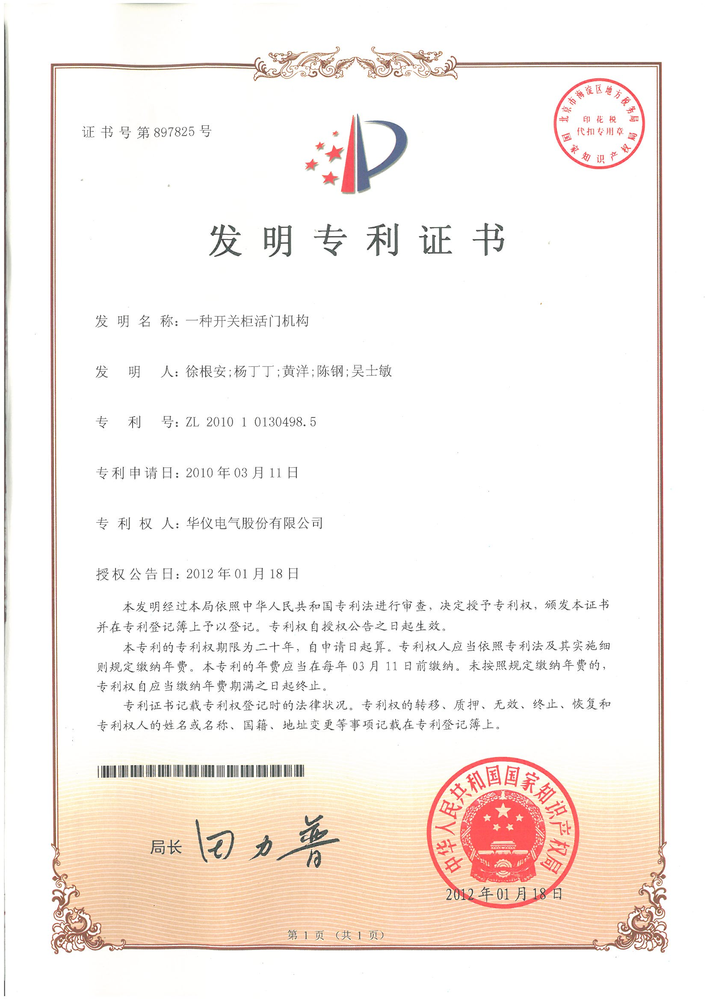 证书号第897825号
北京市海淀区地方税务局
印花税
代扣专用章
国家知识产权局
发明专利证书
发明名称：一种开关柜活门机构
发明人：徐根安;杨丁丁;黄洋;陈钢;吴士敏
专利号：ZL 2010 1 0130498.5
专利申请日：2010年03月11日
专利权人：华仪电气股份有限公司
授权公告日：2012年01月18日
本发明经过本局依照中华人民共和国专利法进行审查，决定授予专利权，颁发本证书
并在专利登记簿上予以登记。专利权自授权公告之日起生效。
本专利的专利权期限为二十年，自申请日起算。专利权人应当依照专利法及其实施细
则规定缴纳年费。本专利的年费应当在每年03月11日前缴纳。未按照规定缴纳年费的，
专利权自应当缴纳年费期满之日起终止。
专利证书记载专利权登记时的法律状况。专利权的转移、质押、无效、终止、恢复和
专利权人的姓名或名称、国籍、地址变更等事项记载在专利登记簿上。
局长 田力普
中华人民共和国国家知识产权局
2012年01月18日
第1页（共1页）